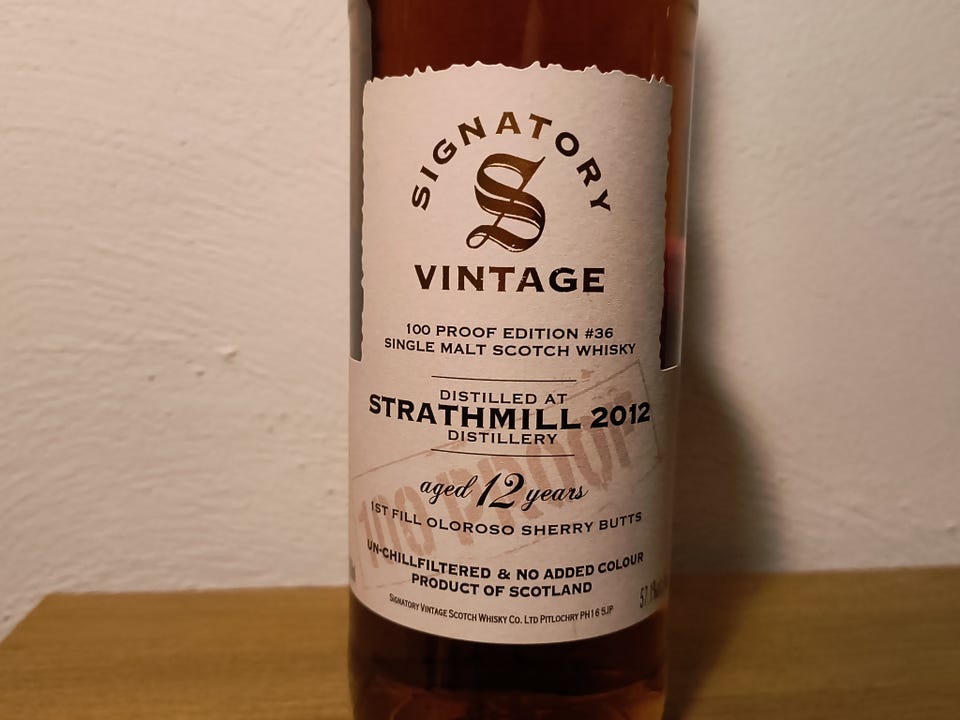 SIGNATORY
S
VINTAGE
100 PROOF EDITION #36
SINGLE MALT SCOTCH WHISKY
DISTILLED AT
STRATHMILL 2012
DISTILLERY
100 PROOF
aged 12 years
1ST FILL OLOROSO SHERRY BUTTS
UN-CHILLFILTERED & NO ADDED COLOUR
PRODUCT OF SCOTLAND
SIGNATORY VINTAGE SCOTCH WHISKY CO. LTD PITLOCHRY PH16 5JP
57.1%